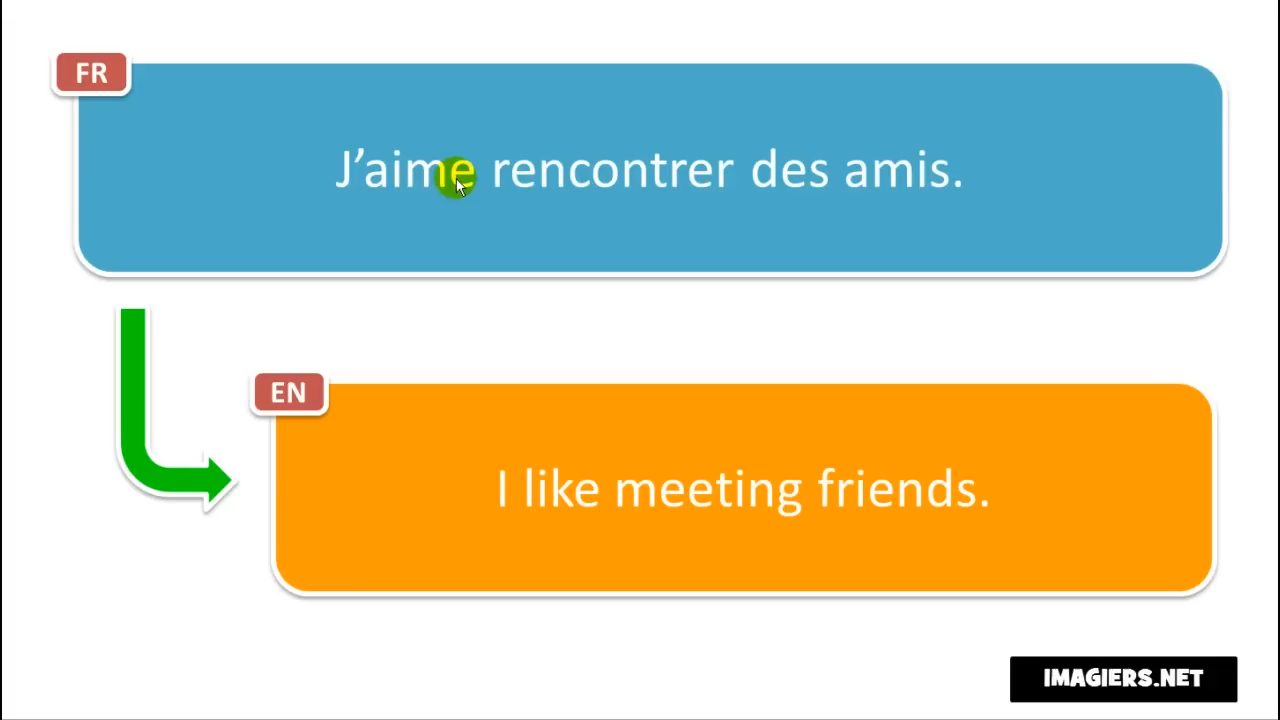 FR
J’aime rencontrer des amis.
EN
I like meeting friends.
IMAGIERS.NET